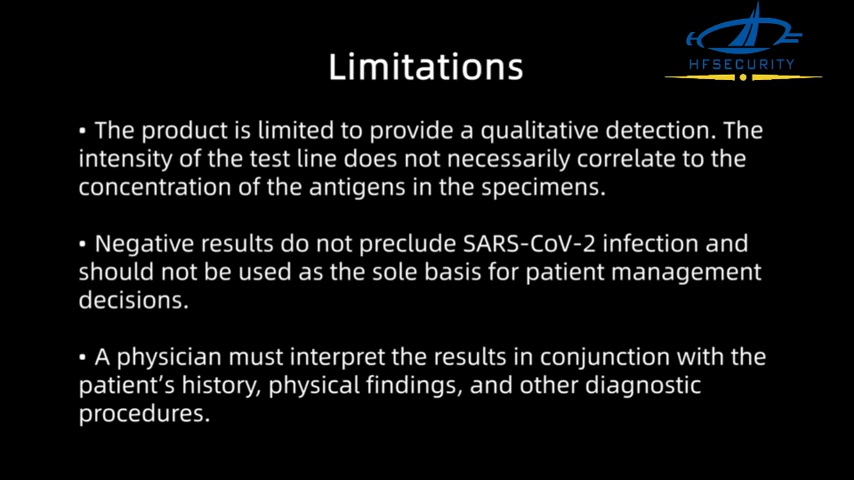 HFSECURITY
Limitations
• The product is limited to provide a qualitative detection. The
intensity of the test line does not necessarily correlate to the
concentration of the antigens in the specimens.
• Negative results do not preclude SARS-CoV-2 infection and
should not be used as the sole basis for patient management
decisions.
• A physician must interpret the results in conjunction with the
patient’s history, physical findings, and other diagnostic
procedures.